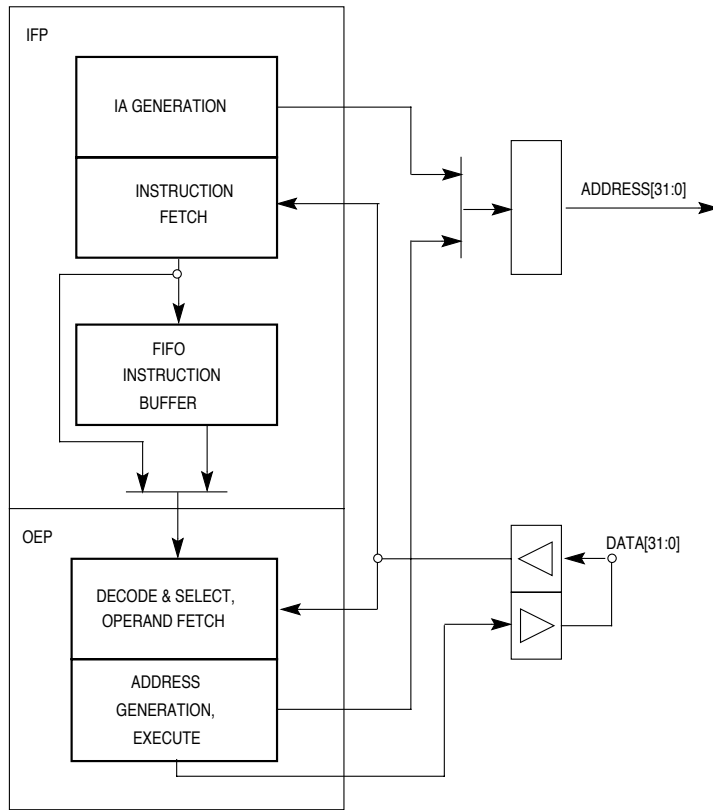 IFP
IA GENERATION
INSTRUCTION
FETCH
ADDRESS[31:0]
FIFO
INSTRUCTION
BUFFER
OEP
DATA[31:0]
DECODE & SELECT,
OPERAND FETCH
ADDRESS
GENERATION,
EXECUTE